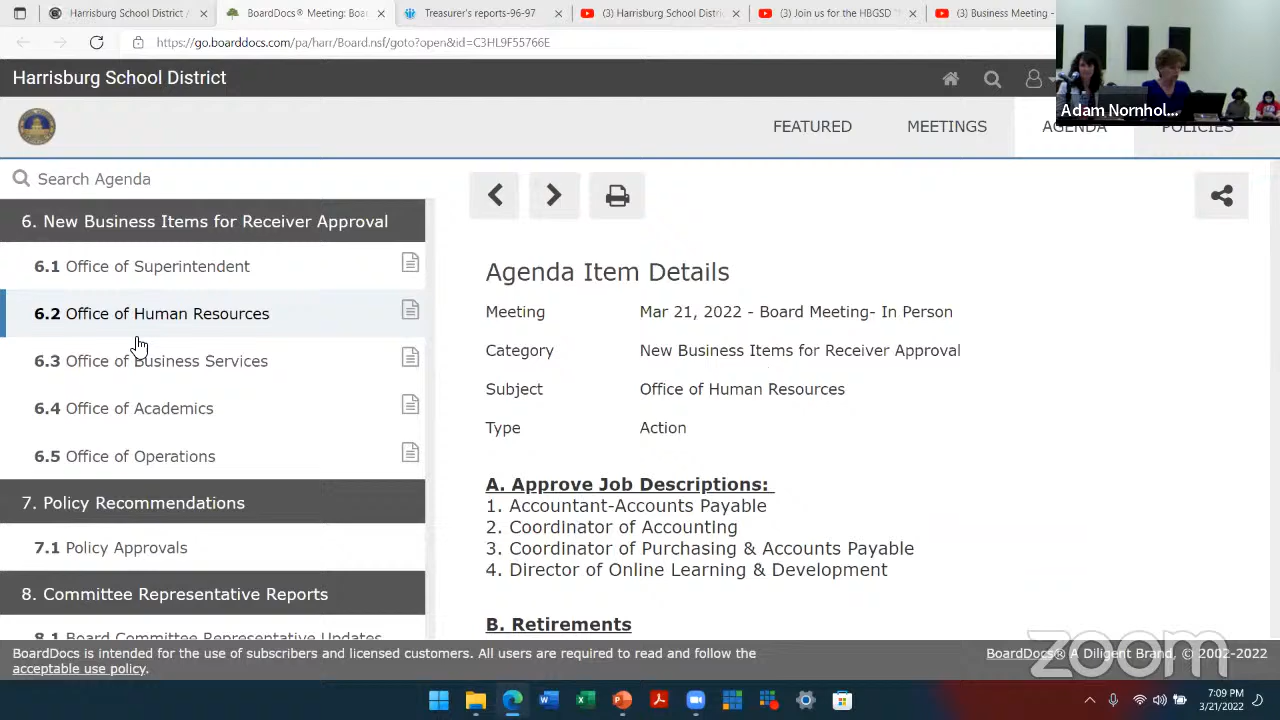 Harrisburg School District /
BoardDocs® Meeting: Boa
Treasurer's reports-96-97
(3) Harrisburg School Distri
(3) Join us for the HBGSD "
(3) Business Meeting -
https://go.boarddocs.com/pa/harr/Board.nsf/goto?open&id=C3HL9F55766E
Harrisburg School District
Adam Nornhol...
FEATURED MEETINGS AGENDA POLICIES
Search Agenda
6. New Business Items for Receiver Approval
6.1 Office of Superintendent
6.2 Office of Human Resources
6.3 Office of Business Services
6.4 Office of Academics
6.5 Office of Operations
7. Policy Recommendations
7.1 Policy Approvals
8. Committee Representative Reports
8.1 Board Committee Representative Updates
Agenda Item Details
Meeting Mar 21, 2022 - Board Meeting- In Person
Category New Business Items for Receiver Approval
Subject Office of Human Resources
Type Action
A. Approve Job Descriptions:
1. Accountant-Accounts Payable
2. Coordinator of Accounting
3. Coordinator of Purchasing & Accounts Payable
4. Director of Online Learning & Development
B. Retirements
zoom
BoardDocs is intended for the use of subscribers and licensed customers. All users are required to read and follow the
acceptable use policy.
BoardDocs® A Diligent Brand, © 2002-2022
7:09 PM
3/21/2022